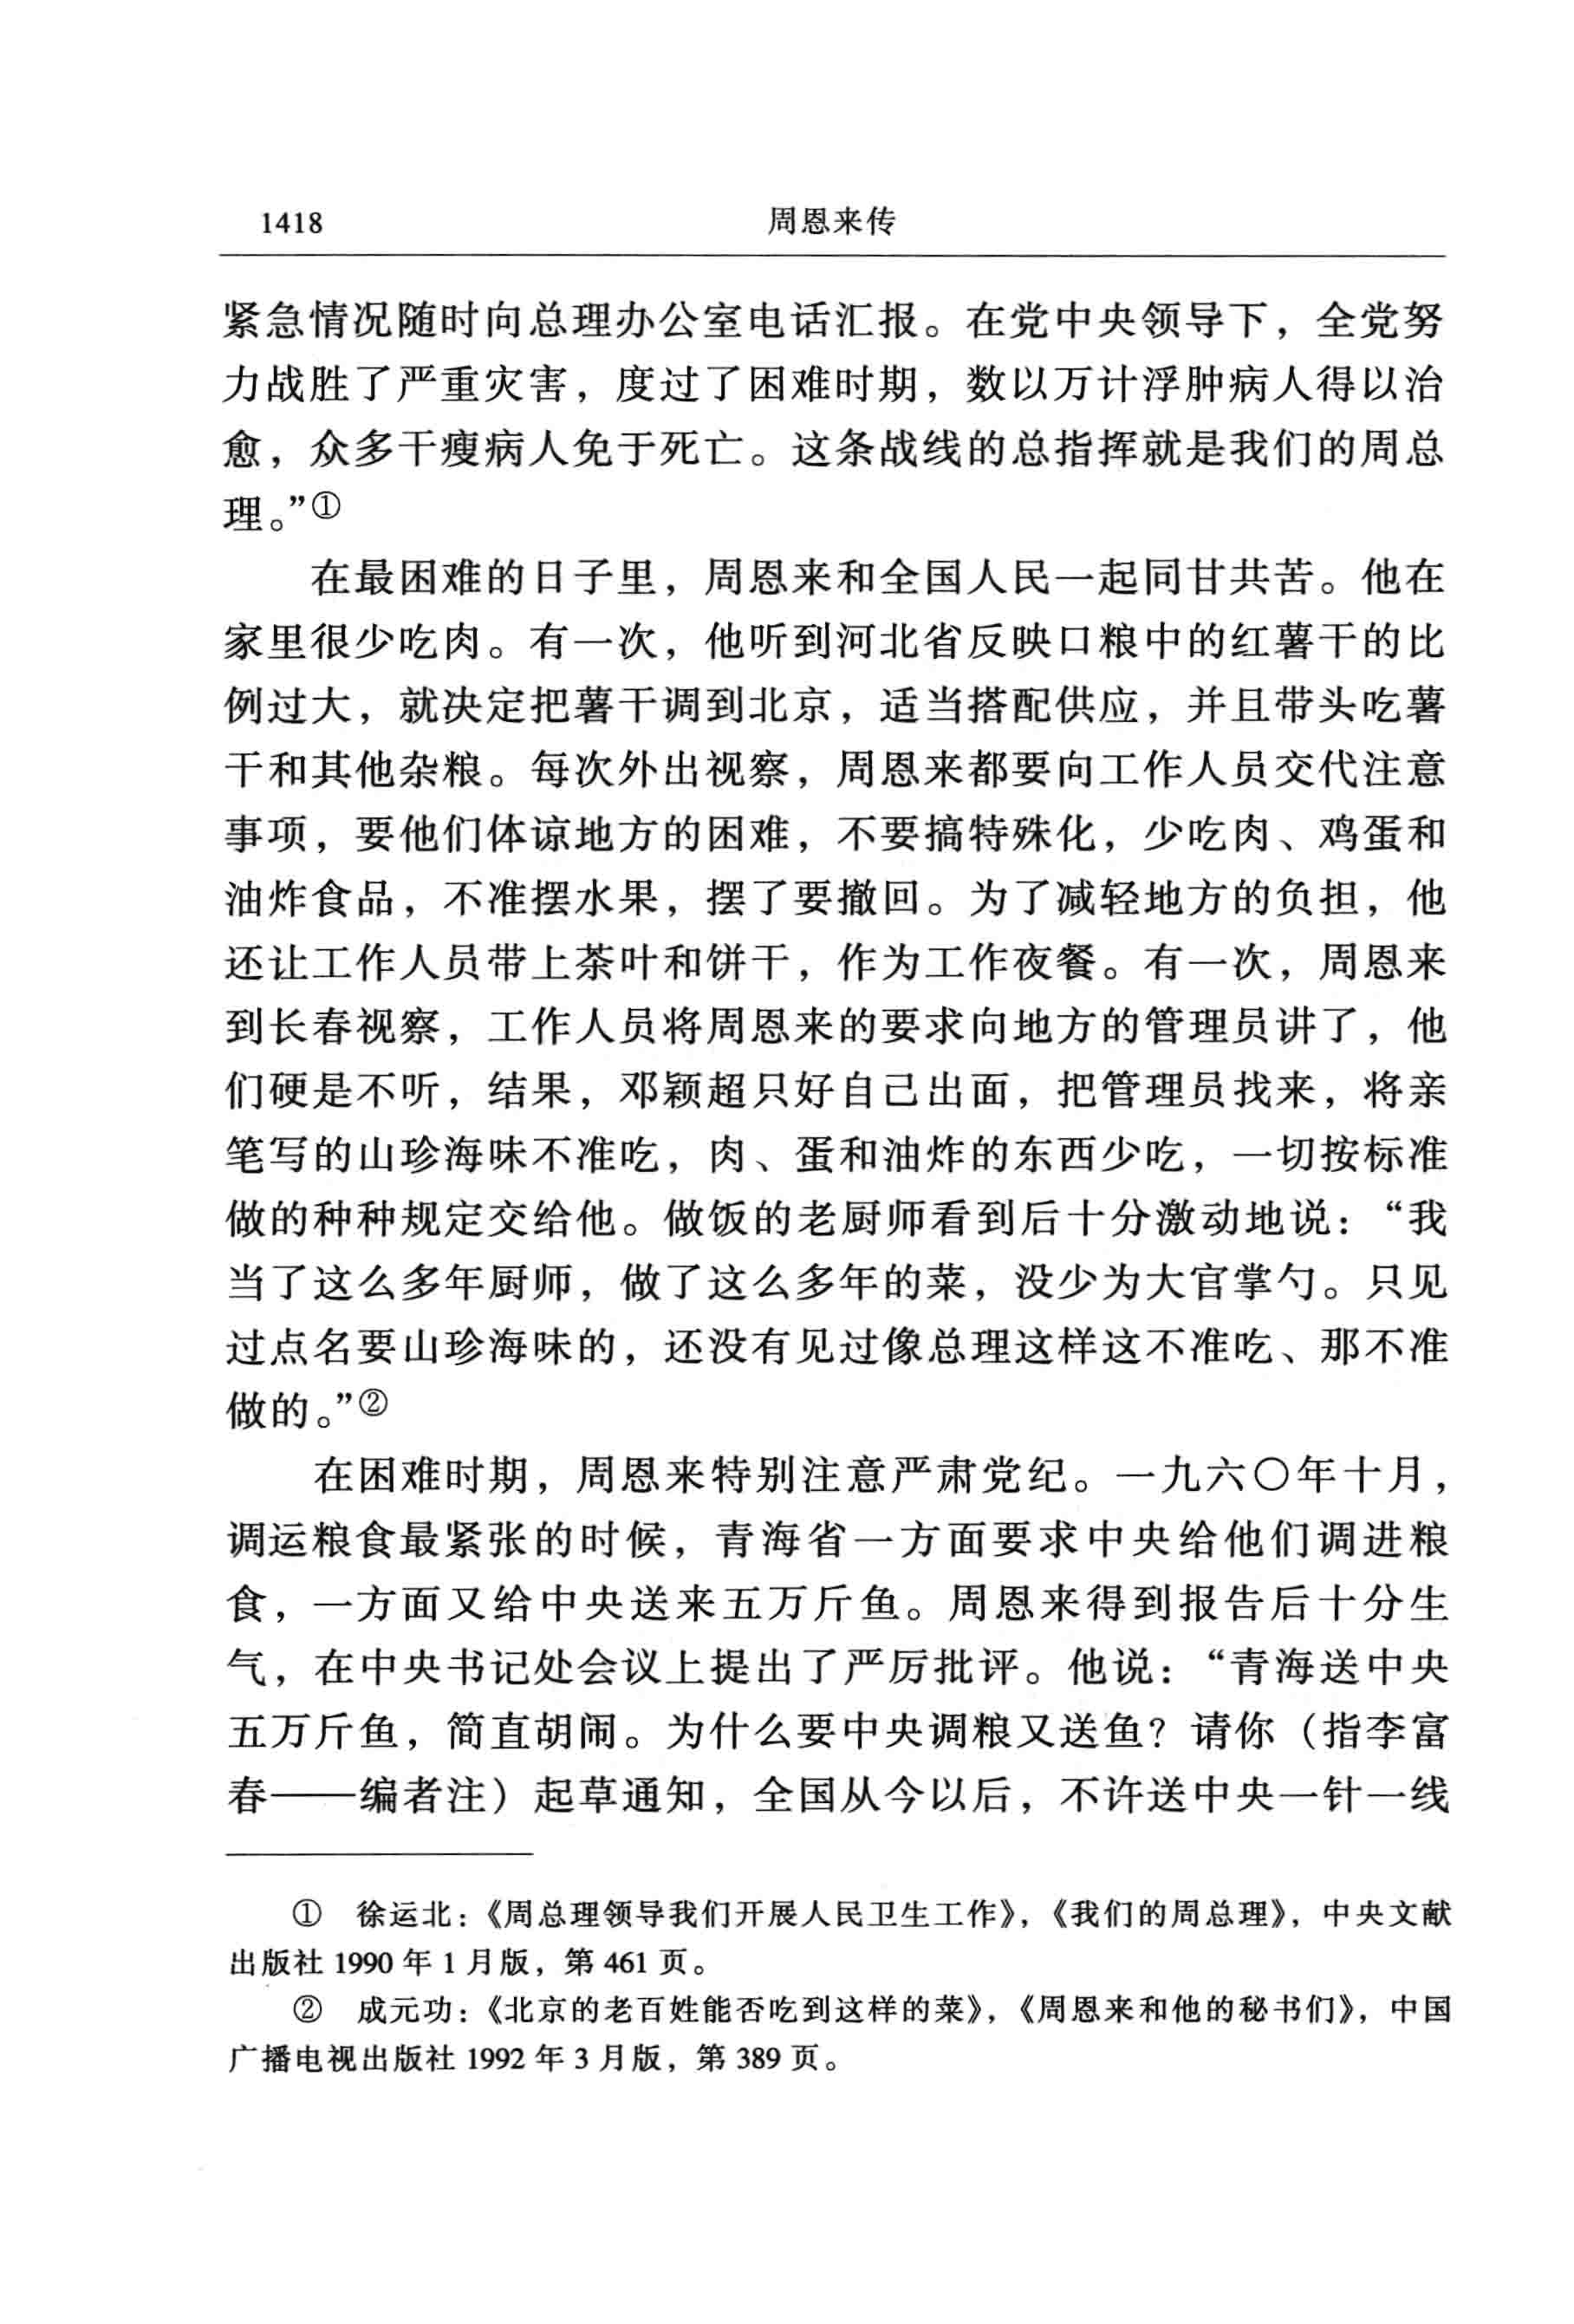 1418
周恩来传
紧急情况随时向总理办公室电话汇报。在党中央领导下，全党努
力战胜了严重灾害，度过了困难时期，数以万计浮肿病人得以治
愈，众多干瘦病人免于死亡。这条战线的总指挥就是我们的周总
理。”①
在最困难的日子里，周恩来和全国人民一起同甘共苦。他在
家里很少吃肉。有一次，他听到河北省反映口粮中的红薯干的比
例过大，就决定把薯干调到北京，适当搭配供应，并且带头吃薯
干和其他杂粮。每次外出视察，周恩来都要向工作人员交代注意
事项，要他们体谅地方的困难，不要搞特殊化，少吃肉、鸡蛋和
油炸食品，不准摆水果，摆了要撤回。为了减轻地方的负担，他
还让工作人员带上茶叶和饼干，作为工作夜餐。有一次，周恩来
到长春视察，工作人员将周恩来的要求向地方的管理员讲了，他
们硬是不听，结果，邓颖超只好自己出面，把管理员找来，将亲
笔写的山珍海味不准吃，肉、蛋和油炸的东西少吃，一切按标准
做的种种规定交给他。做饭的老厨师看到后十分激动地说：“我
当了这么多年厨师，做了这么多年的菜，没少为大官掌勺。只见
过点名要山珍海味的，还没有见过像总理这样这不准吃、那不准
做的。”②
在困难时期，周恩来特别注意严肃党纪。一九六〇年十月，
调运粮食最紧张的时候，青海省一方面要求中央给他们调进粮
食，一方面又给中央送来五万斤鱼。周恩来得到报告后十分生
气，在中央书记处会议上提出了严厉批评。他说：“青海送中央
五万斤鱼，简直胡闹。为什么要中央调粮又送鱼？请你（指李富
春——编者注）起草通知，全国从今以后，不许送中央一针一线
① 徐运北：《周总理领导我们开展人民卫生工作》，《我们的周总理》，中央文献
出版社 1990 年 1 月版，第 461 页。
② 成元功：《北京的老百姓能否吃到这样的菜》，《周恩来和他的秘书们》，中国
广播电视出版社 1992 年 3 月版，第 389 页。